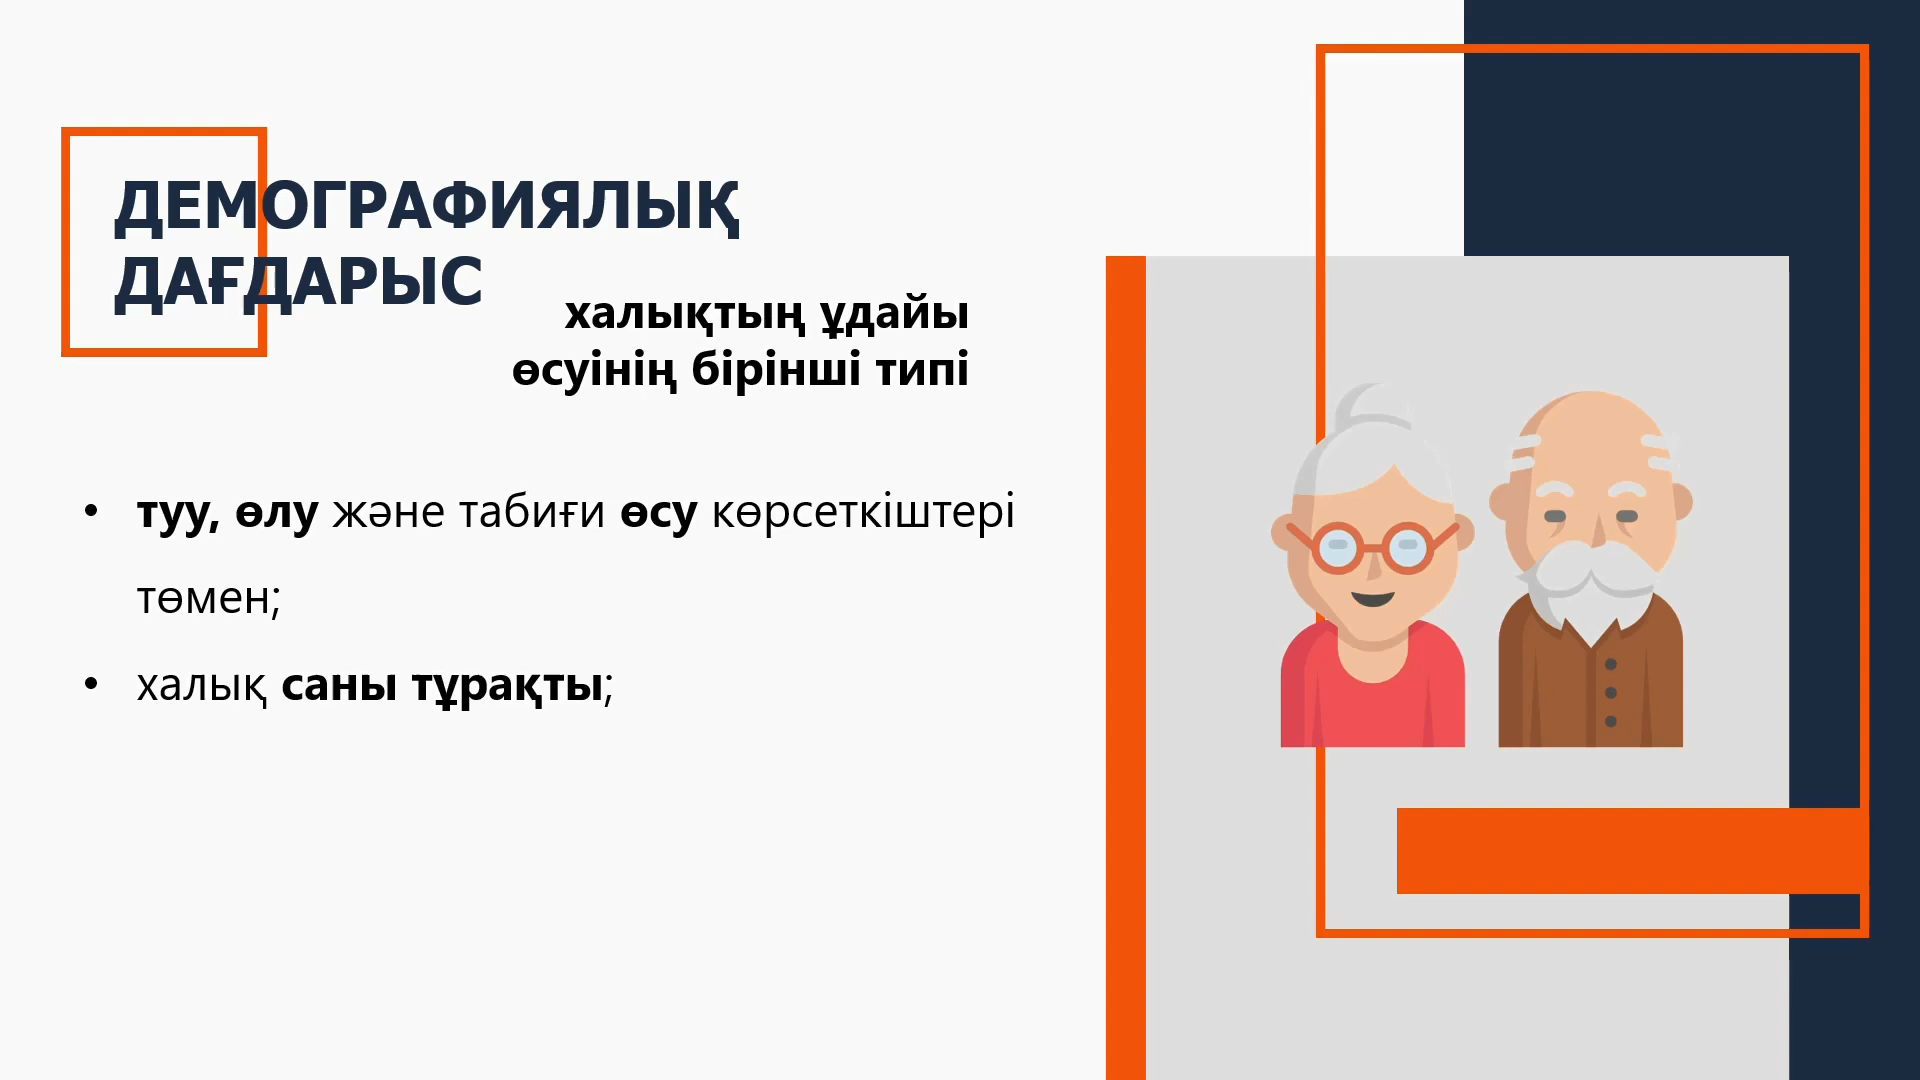 ДЕМОГРАФИЯЛЫҚ
ДАҒДАРЫС
халықтың ұдайы
өсуінің бірінші типі
• туу, өлу және табиғи өсу көрсеткіштері
төмен;
• халық саны тұрақты;